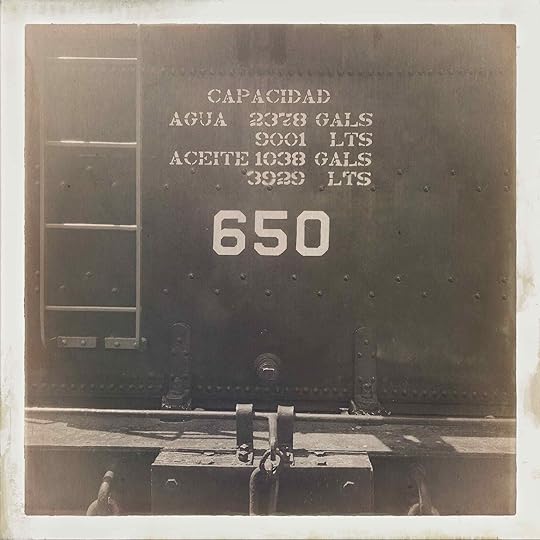 CAPACIDAD
AGUA 2378 GALS
9001 LTS
ACEITE 1038 GALS
3929 LTS
650